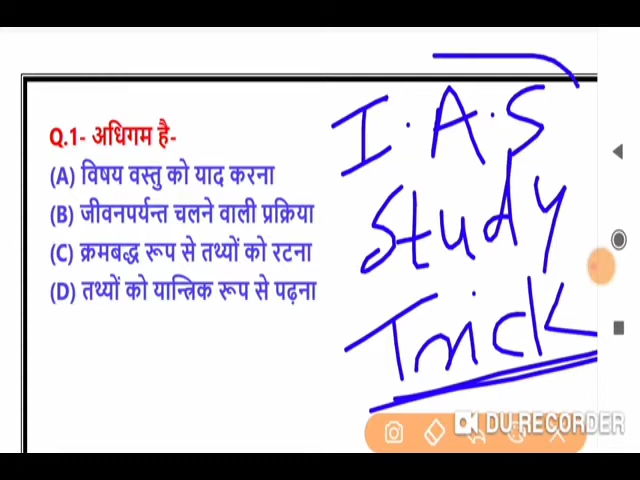 Q.1- अधिगम है-
(A) विषय वस्तु को याद करना
(B) जीवनपर्यन्त चलने वाली प्रक्रिया
(C) क्रमबद्ध रूप से तथ्यों को रटना
(D) तथ्यों को यान्त्रिक रूप से पढ़ना
I.A.S
Study
Trick
DU RECORDER